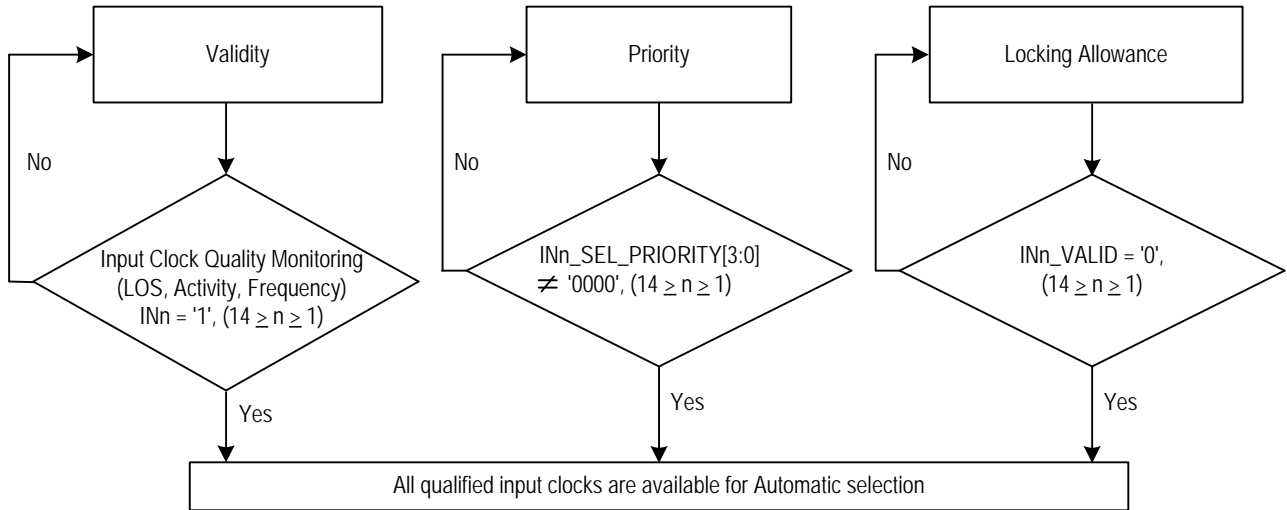 Validity
Priority
Locking Allowance
No
No
No
Input Clock Quality Monitoring
(LOS, Activity, Frequency)
INn = '1', (14 ≥ n ≥ 1)
INn_SEL_PRIORITY[3:0]
≠ '0000', (14 ≥ n ≥ 1)
INn_VALID = '0',
(14 ≥ n ≥ 1)
Yes
Yes
Yes
All qualified input clocks are available for Automatic selection